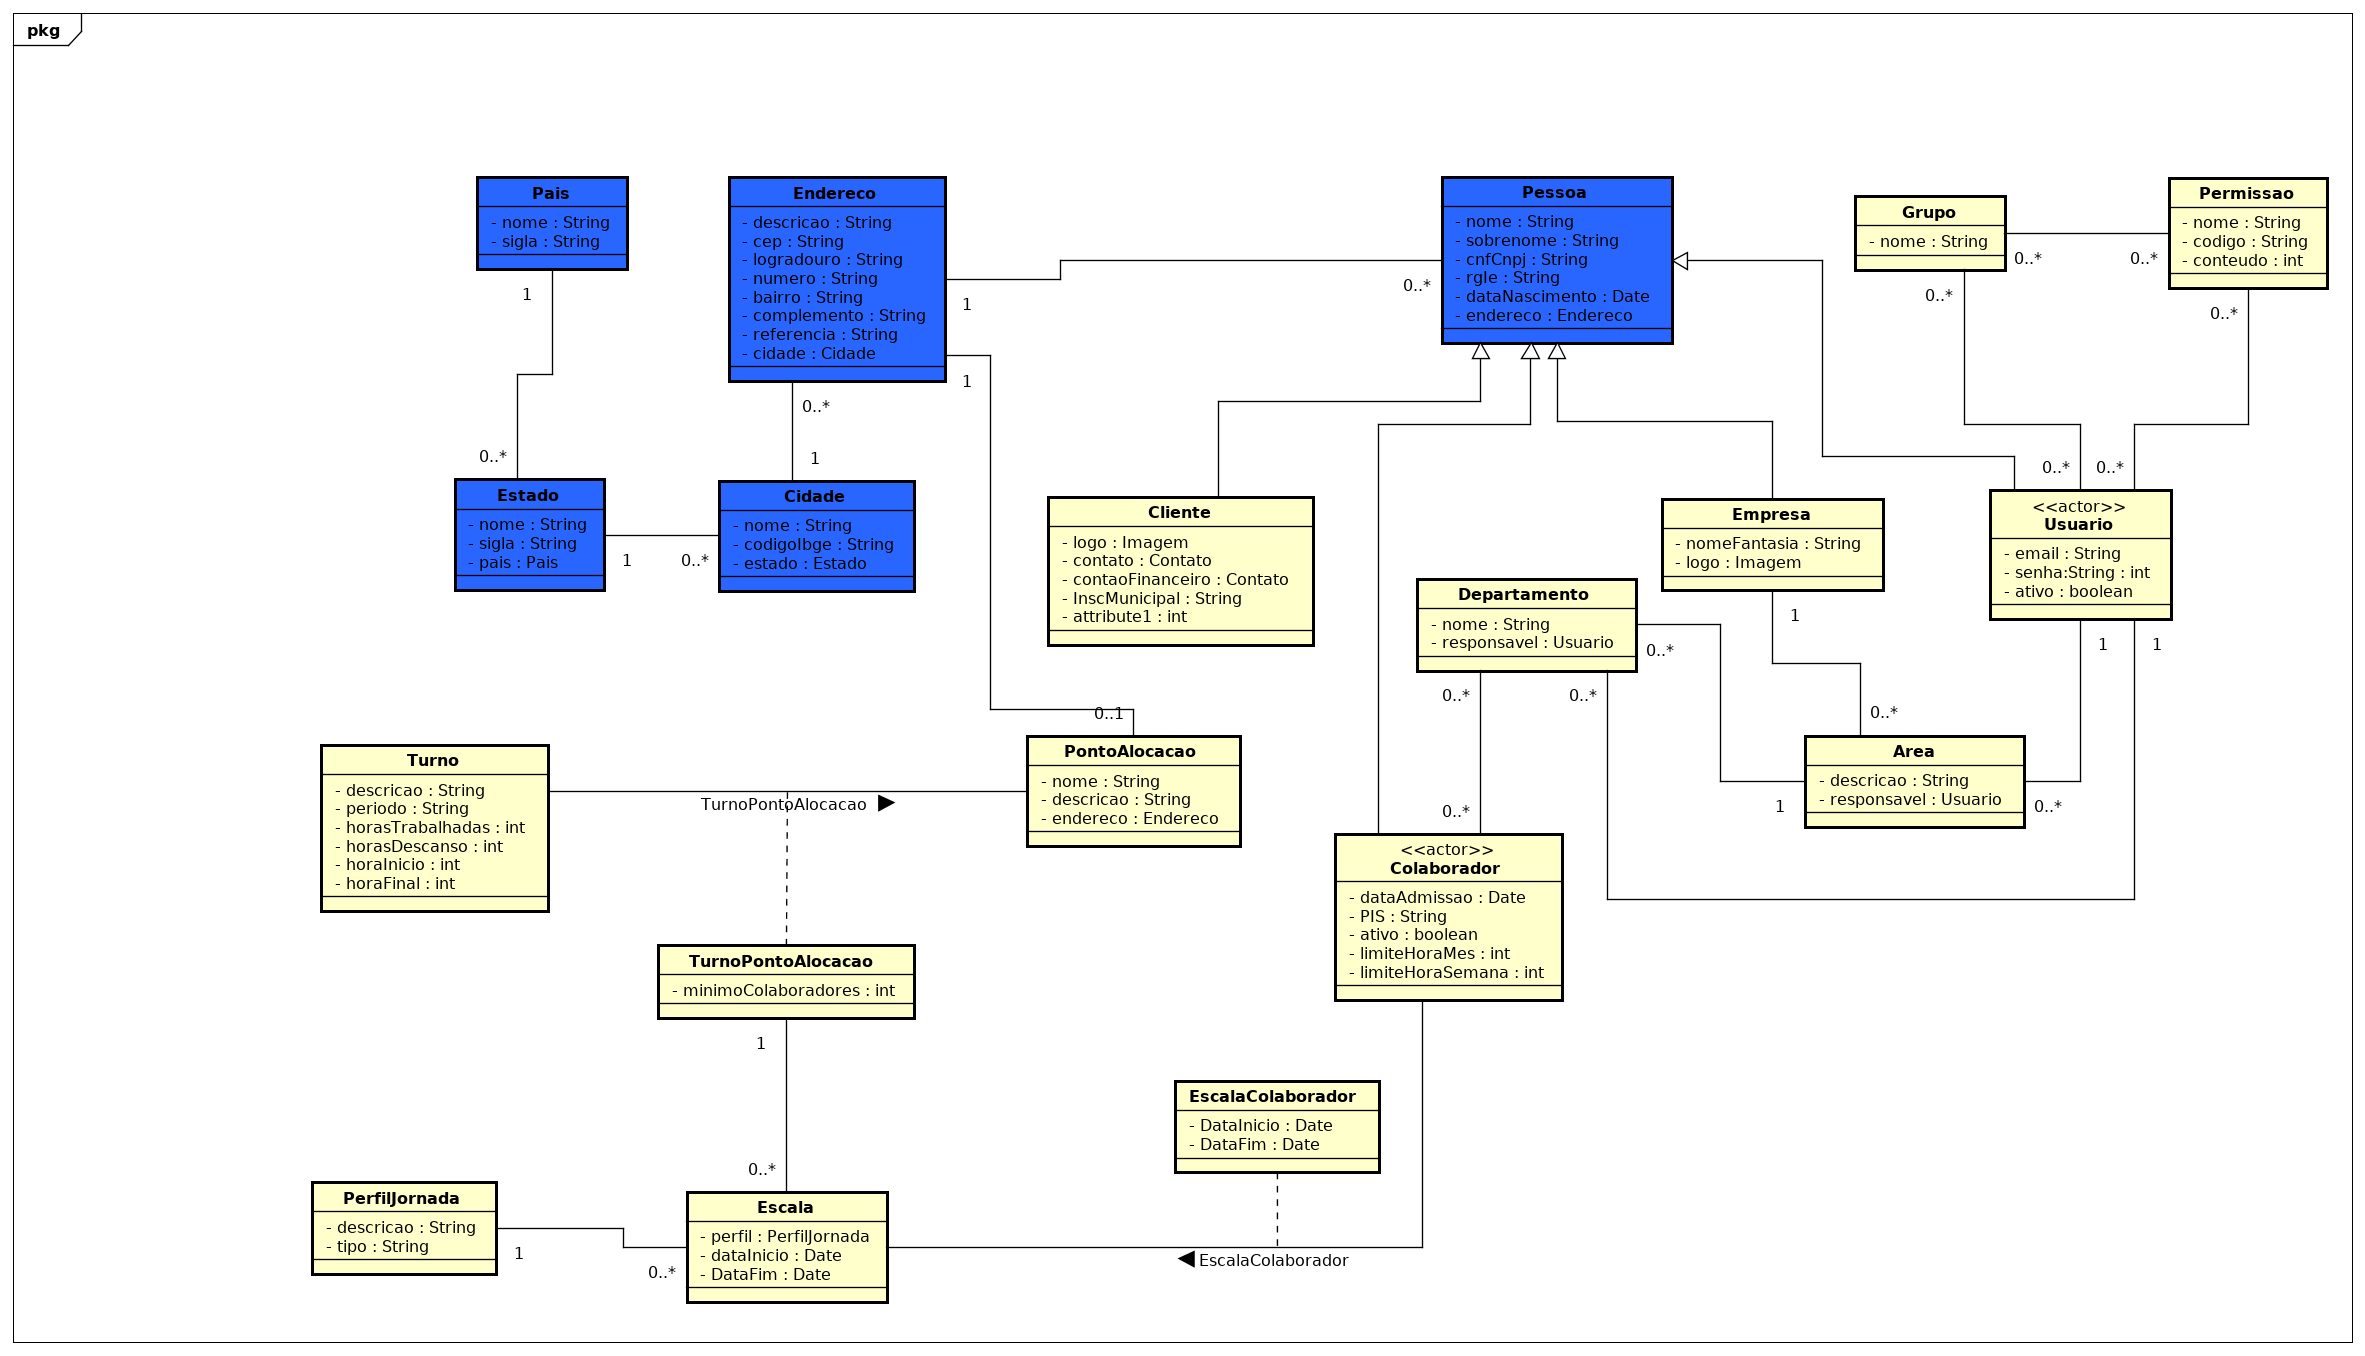 pkg
Pais
- nome : String
- sigla : String
1
Endereco
- descricao : String
- cep : String
- logradouro : String
- numero : String
- bairro : String
- complemento : String
- referencia : String
- cidade : Cidade
1
1
0..*
1
Pessoa
- nome : String
- sobrenome : String
- cnfCnpj : String
- rgIe : String
- dataNascimento : Date
- endereco : Endereco
0..*
Grupo
- nome : String
0..*
0..*
0..*
Permissao
- nome : String
- codigo : String
- conteudo : int
0..*
0..*
Estado
- nome : String
- sigla : String
- pais : Pais
1
0..*
Cidade
- nome : String
- codigoIbge : String
- estado : Estado
Cliente
- logo : Imagem
- contato : Contato
- contaoFinanceiro : Contato
- InscMunicipal : String
- attribute1 : int
Empresa
- nomeFantasia : String
- logo : Imagem
1
0..*
0..*
<<actor>>
Usuario
- email : String
- senha:String : int
- ativo : boolean
1
1
Departamento
- nome : String
- responsavel : Usuario
0..*
0..*
0..*
0..*
0..1
Turno
- descricao : String
- periodo : String
- horasTrabalhadas : int
- horasDescanso : int
- horaInicio : int
- horaFinal : int
TurnoPontoAlocacao
PontoAlocacao
- nome : String
- descricao : String
- endereco : Endereco
Area
- descricao : String
- responsavel : Usuario
1
0..*
0..*
<<actor>>
Colaborador
- dataAdmissao : Date
- PIS : String
- ativo : boolean
- limiteHoraMes : int
- limiteHoraSemana : int
TurnoPontoAlocacao
- minimoColaboradores : int
1
0..*
EscalaColaborador
- DataInicio : Date
- DataFim : Date
PerfilJornada
- descricao : String
- tipo : String
1
0..*
Escala
- perfil : PerfilJornada
- dataInicio : Date
- DataFim : Date
EscalaColaborador